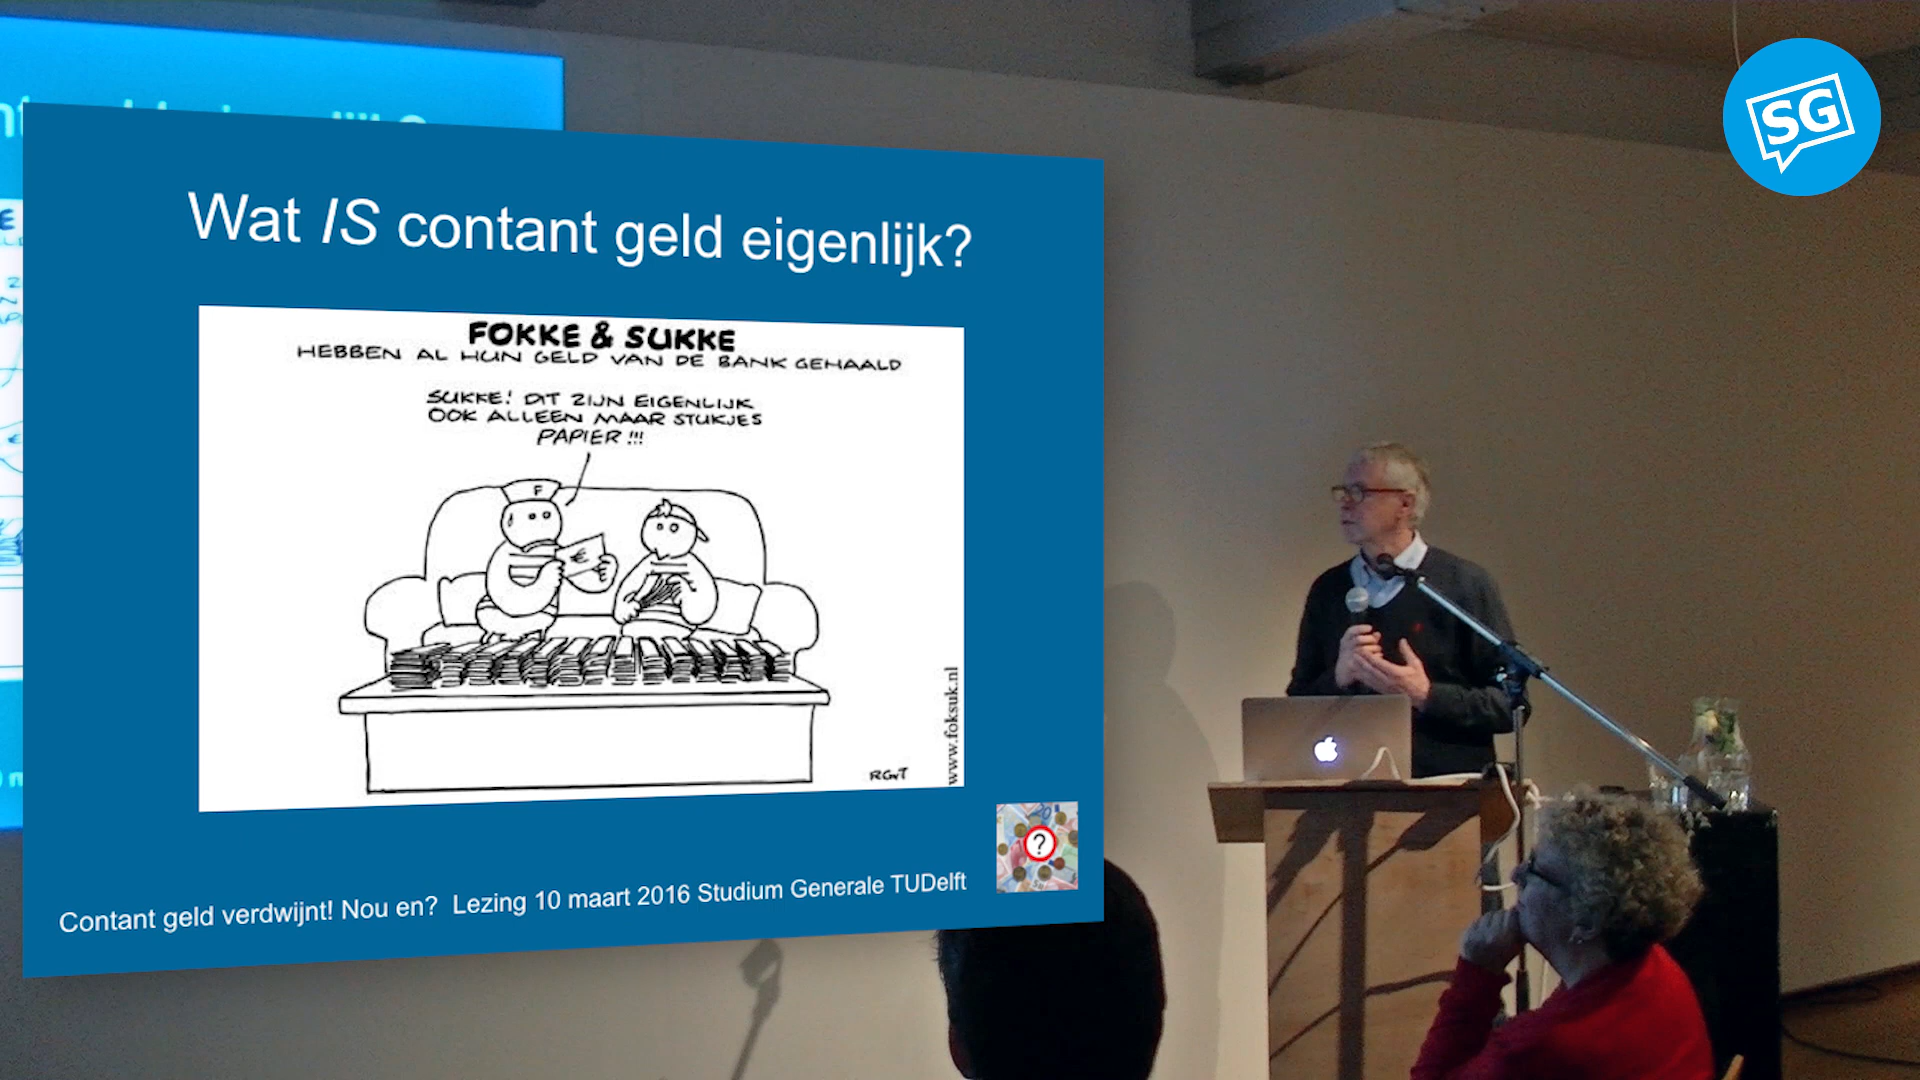 SG
Wat IS contant geld eigenlijk?
FOKKE & SUKKE
HEBBEN AL HUN GELD VAN DE BANK GEHAALD
SUKKE! DIT ZIJN EIGENLIJK
OOK ALLEEN MAAR STUKJES
PAPIER !!!
F
€
RGvT
www.foksuk.nl
?
Contant geld verdwijnt! Nou en? Lezing 10 maart 2016 Studium Generale TUDelft